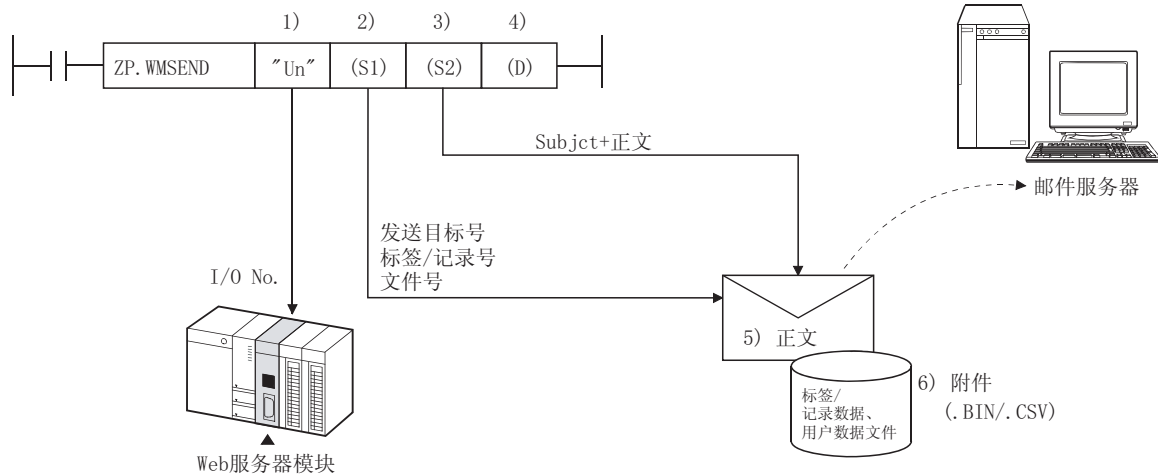 1)
2)
3)
4)
ZP.WMSEND
"Un"
(S1)
(S2)
(D)
Subjct+正文
邮件服务器
发送目标号
标签/记录号
文件号
I/O No.
5) 正文
6) 附件
(.BIN/.CSV)
标签/
记录数据、
用户数据文件
Web服务器模块